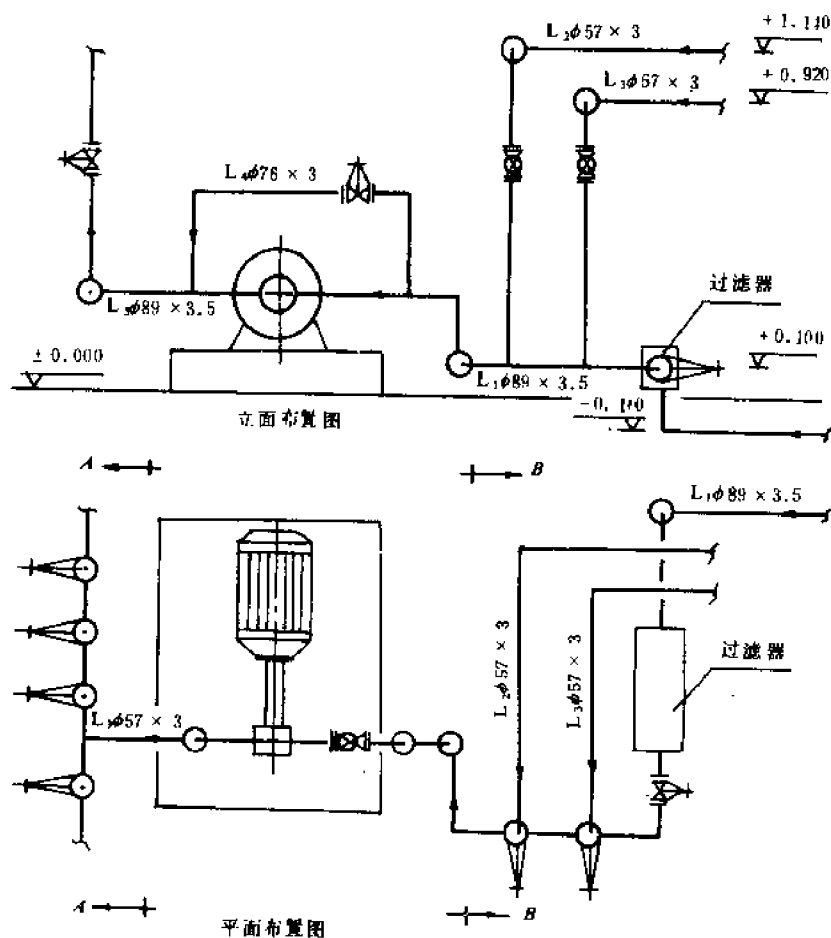 +1.140
L₂φ57×3
+0.920
L₃φ57×3
L₄φ76×3
过滤器
+0.100
L₅φ89×3.5
±0.000
L₁φ89×3.5
-0.140
立面布置图
A
B
L₁φ89×3.5
L₂φ57×3
L₃φ57×3
过滤器
L₅φ57×3
A
B
平面布置图